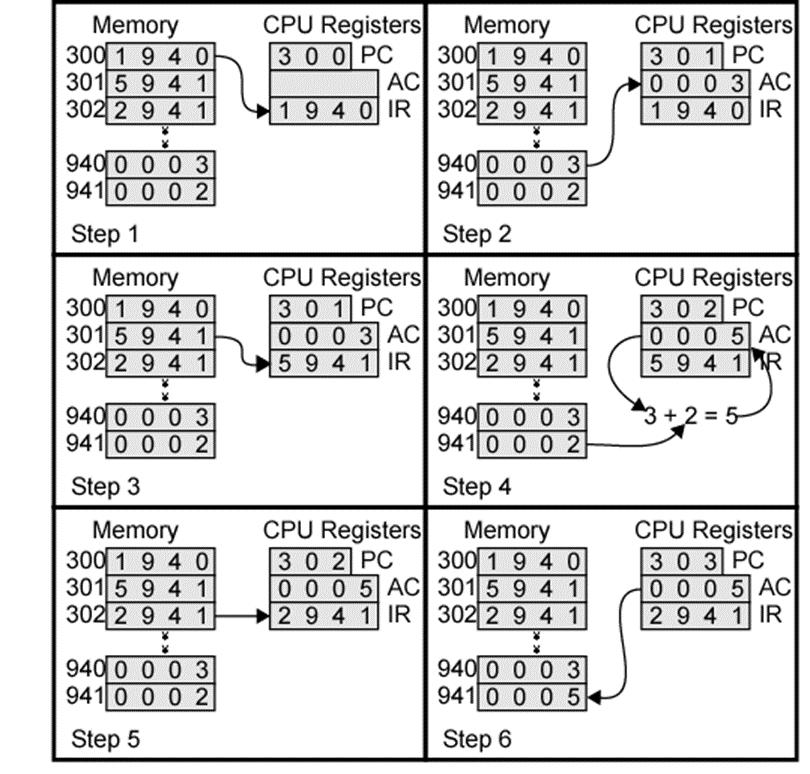 Memory CPU Registers
300 1 9 4 0 3 0 0 PC
301 5 9 4 1 AC
302 2 9 4 1 1 9 4 0 IR
940 0 0 0 3
941 0 0 0 2
Step 1
Memory CPU Registers
300 1 9 4 0 3 0 1 PC
301 5 9 4 1 0 0 0 3 AC
302 2 9 4 1 1 9 4 0 IR
940 0 0 0 3
941 0 0 0 2
Step 2
Memory CPU Registers
300 1 9 4 0 3 0 1 PC
301 5 9 4 1 0 0 0 3 AC
302 2 9 4 1 5 9 4 1 IR
940 0 0 0 3
941 0 0 0 2
Step 3
Memory CPU Registers
300 1 9 4 0 3 0 2 PC
301 5 9 4 1 0 0 0 5 AC
302 2 9 4 1 5 9 4 1 IR
940 0 0 0 3 3 + 2 = 5
941 0 0 0 2
Step 4
Memory CPU Registers
300 1 9 4 0 3 0 2 PC
301 5 9 4 1 0 0 0 5 AC
302 2 9 4 1 2 9 4 1 IR
940 0 0 0 3
941 0 0 0 2
Step 5
Memory CPU Registers
300 1 9 4 0 3 0 3 PC
301 5 9 4 1 0 0 0 5 AC
302 2 9 4 1 2 9 4 1 IR
940 0 0 0 3
941 0 0 0 5
Step 6